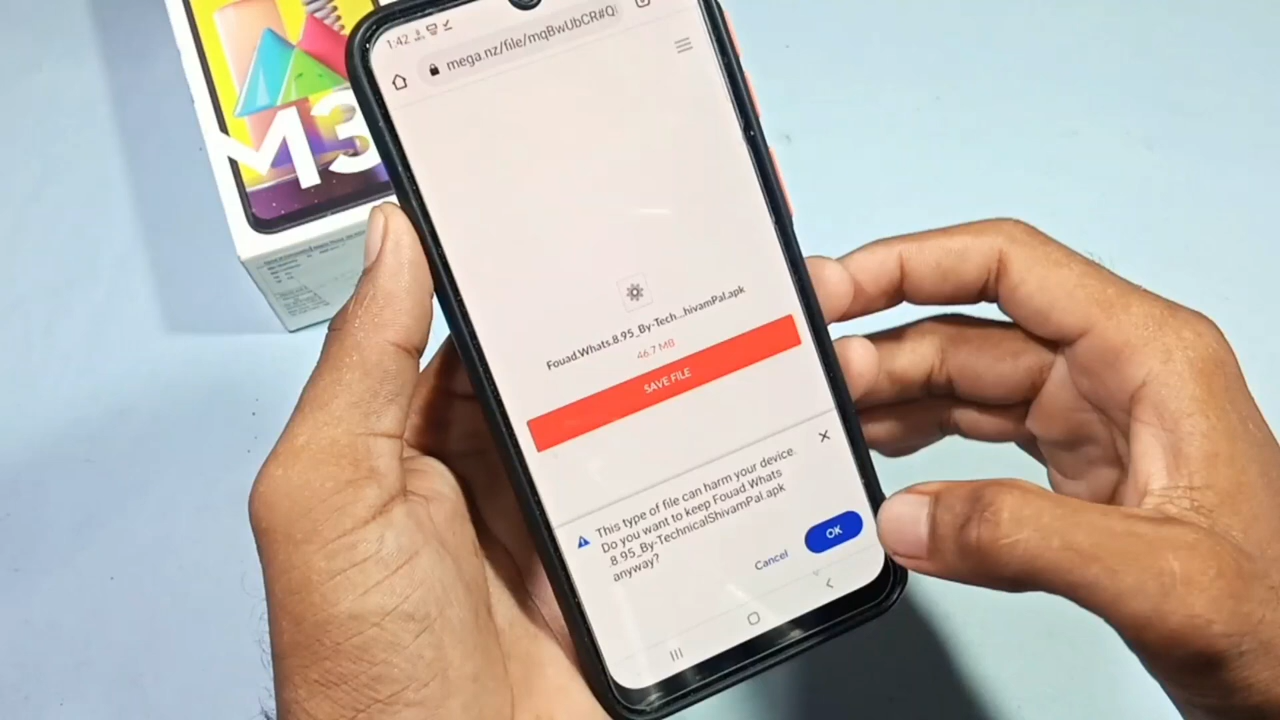 1:42
mega.nz/file/mqBwUbCR#Q
M3
Fouad.Whats.8.95_By-Tech...hivamPal.apk
46.7 MB
SAVE FILE
This type of file can harm your device.
Do you want to keep Fouad.Whats
.8.95_By-TechnicalShivamPal.apk
anyway?
Cancel
OK